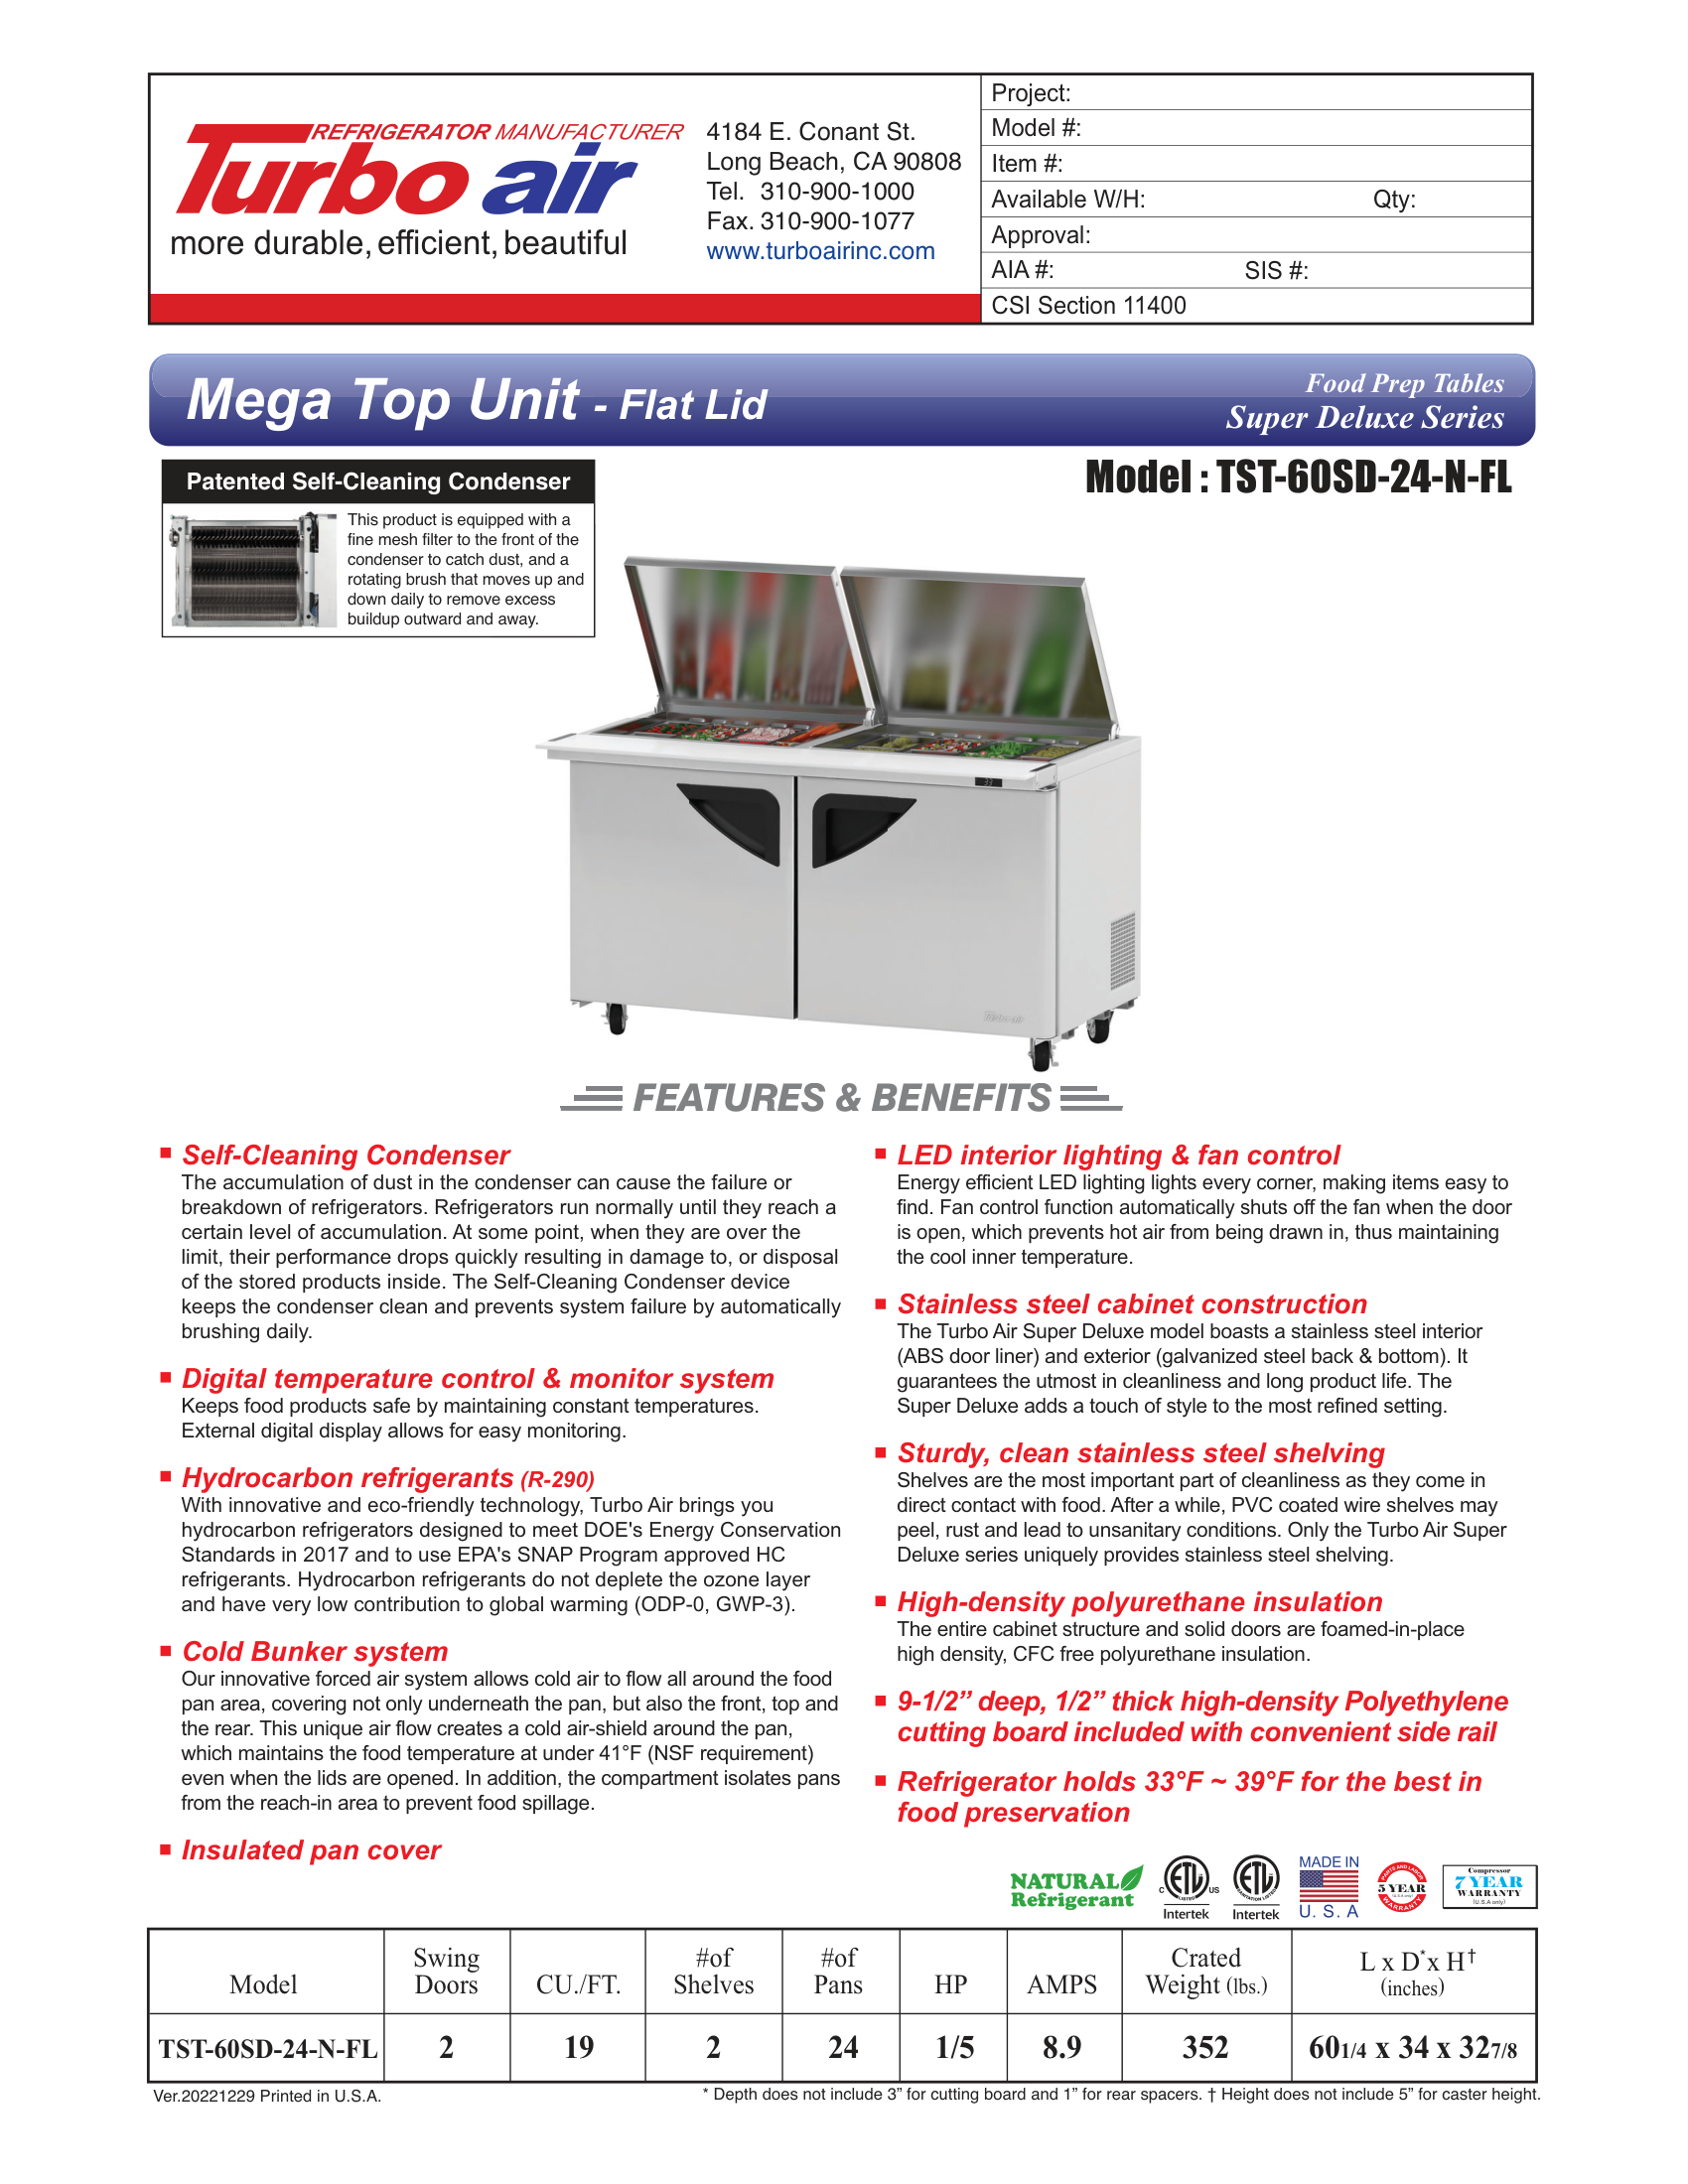 REFRIGERATOR MANUFACTURER
Turbo air
more durable, efficient, beautiful
4184 E. Conant St.
Long Beach, CA 90808
Tel. 310-900-1000
Fax. 310-900-1077
www.turboairinc.com
Project:
Model #:
Item #:
Available W/H: Qty:
Approval:
AIA #: SIS #:
CSI Section 11400
Mega Top Unit - Flat Lid
Food Prep Tables
Super Deluxe Series
Patented Self-Cleaning Condenser
This product is equipped with a
fine mesh filter to the front of the
condenser to catch dust, and a
rotating brush that moves up and
down daily to remove excess
buildup outward and away.
Model : TST-60SD-24-N-FL
33
Turbo air
FEATURES & BENEFITS
Self-Cleaning Condenser
The accumulation of dust in the condenser can cause the failure or
breakdown of refrigerators. Refrigerators run normally until they reach a
certain level of accumulation. At some point, when they are over the
limit, their performance drops quickly resulting in damage to, or disposal
of the stored products inside. The Self-Cleaning Condenser device
keeps the condenser clean and prevents system failure by automatically
brushing daily.
Digital temperature control & monitor system
Keeps food products safe by maintaining constant temperatures.
External digital display allows for easy monitoring.
Hydrocarbon refrigerants (R-290)
With innovative and eco-friendly technology, Turbo Air brings you
hydrocarbon refrigerators designed to meet DOE's Energy Conservation
Standards in 2017 and to use EPA's SNAP Program approved HC
refrigerants. Hydrocarbon refrigerants do not deplete the ozone layer
and have very low contribution to global warming (ODP-0, GWP-3).
Cold Bunker system
Our innovative forced air system allows cold air to flow all around the food
pan area, covering not only underneath the pan, but also the front, top and
the rear. This unique air flow creates a cold air-shield around the pan,
which maintains the food temperature at under 41°F (NSF requirement)
even when the lids are opened. In addition, the compartment isolates pans
from the reach-in area to prevent food spillage.
Insulated pan cover
LED interior lighting & fan control
Energy efficient LED lighting lights every corner, making items easy to
find. Fan control function automatically shuts off the fan when the door
is open, which prevents hot air from being drawn in, thus maintaining
the cool inner temperature.
Stainless steel cabinet construction
The Turbo Air Super Deluxe model boasts a stainless steel interior
(ABS door liner) and exterior (galvanized steel back & bottom). It
guarantees the utmost in cleanliness and long product life. The
Super Deluxe adds a touch of style to the most refined setting.
Sturdy, clean stainless steel shelving
Shelves are the most important part of cleanliness as they come in
direct contact with food. After a while, PVC coated wire shelves may
peel, rust and lead to unsanitary conditions. Only the Turbo Air Super
Deluxe series uniquely provides stainless steel shelving.
High-density polyurethane insulation
The entire cabinet structure and solid doors are foamed-in-place
high density, CFC free polyurethane insulation.
9-1/2” deep, 1/2” thick high-density Polyethylene
cutting board included with convenient side rail
Refrigerator holds 33°F ~ 39°F for the best in
food preservation
NATURAL
Refrigerant
C ETL US
LISTED
Intertek
ETL
SANITATION LISTED
Intertek
MADE IN
U. S. A
PARTS AND LABOR
5 YEAR
(U.S.A only)
WARRANTY
Compressor
7 YEAR
WARRANTY
(U.S.A only)
Model Swing Doors CU./FT. #of Shelves #of Pans HP AMPS Crated Weight (lbs.) L x D* x H† (inches)
TST-60SD-24-N-FL 2 19 2 24 1/5 8.9 352 601/4 x 34 x 327/8
Ver.20221229 Printed in U.S.A.
* Depth does not include 3” for cutting board and 1” for rear spacers. † Height does not include 5” for caster height.